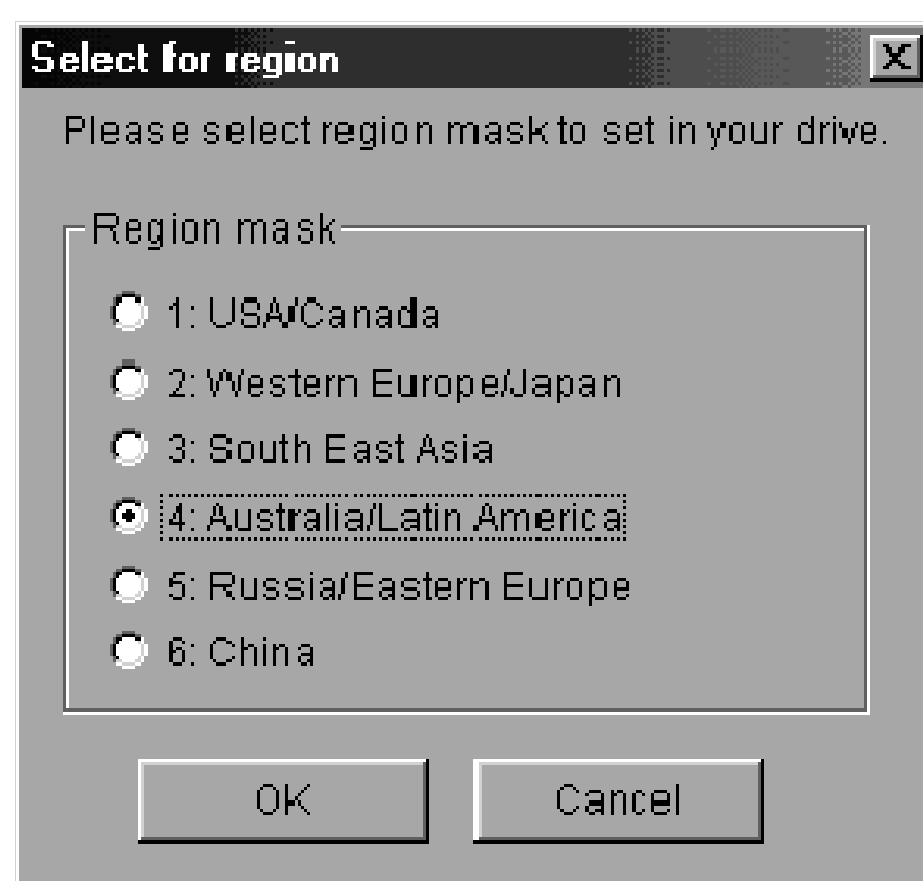 Select for region
Please select region mask to set in your drive.
Region mask
1: USA/Canada
2: Western Europe/Japan
3: South East Asia
4: Australia/Latin America
5: Russia/Eastern Europe
6: China
OK Cancel